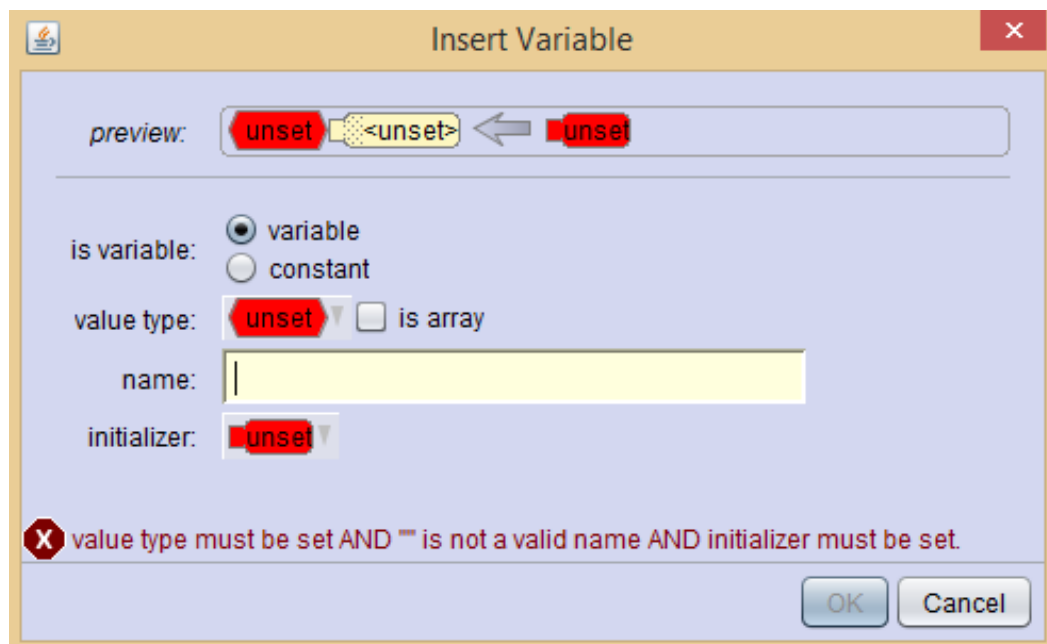 Insert Variable
preview: unset <unset> unset
is variable: variable
constant
value type: unset is array
name:
initializer: unset
X value type must be set AND "" is not a valid name AND initializer must be set.
OK Cancel